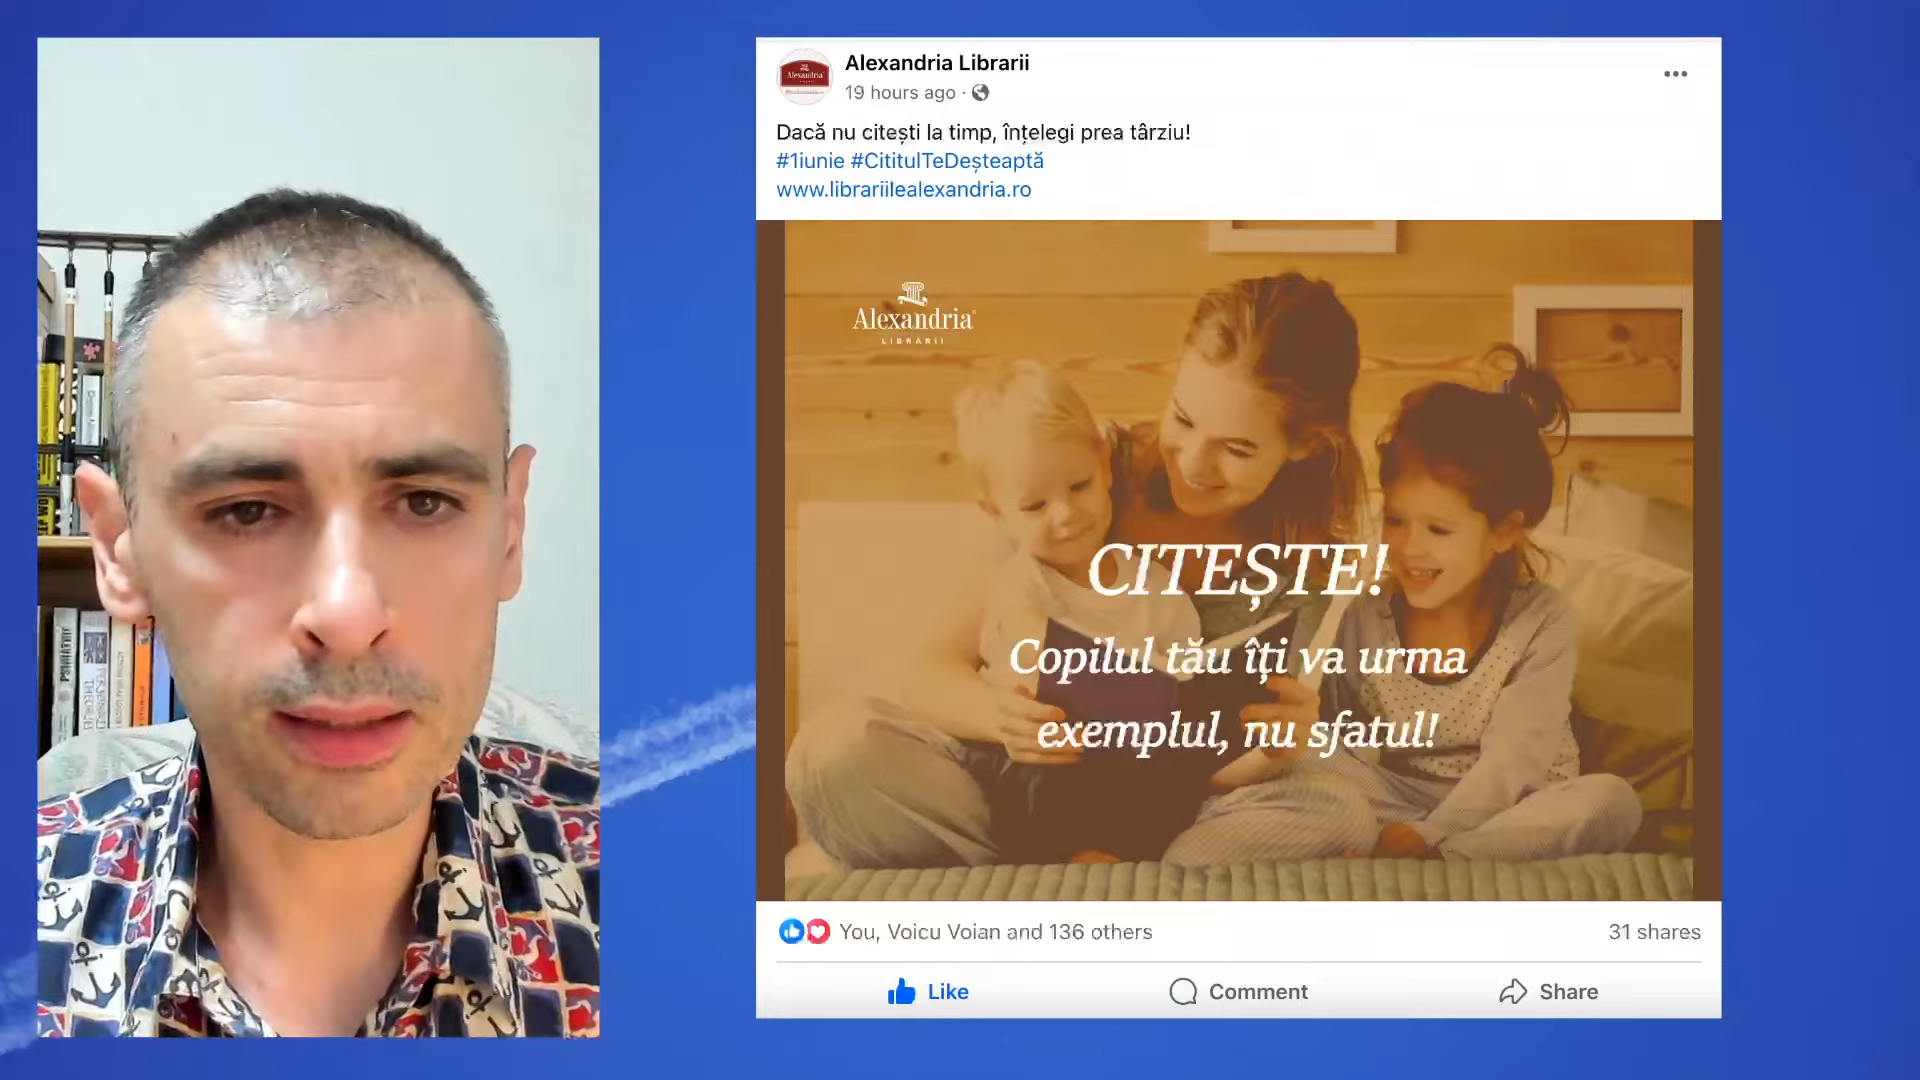 Alexandria Librarii
19 hours ago ·
Dacă nu citești la timp, înțelegi prea târziu!
#1iunie #CititulTeDeșteaptă
www.librariilealexandria.ro
Alexandria
LIBRĂRII
CITEȘTE!
Copilul tău îți va urma
exemplul, nu sfatul!
You, Voicu Voian and 136 others
31 shares
Like
Comment
Share